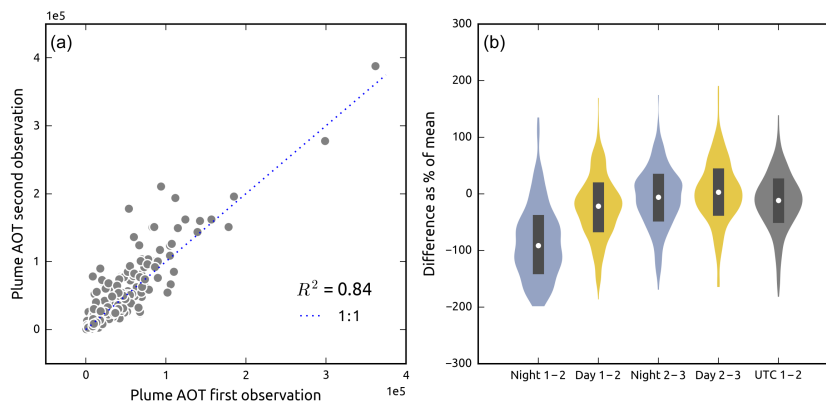 (a)
1e5
4
3
2
1
0
Plume AOT second observation
R² = 0.84
1:1
0
1
2
3
4
1e5
Plume AOT first observation
(b)
300
200
100
0
−100
−200
−300
Difference as % of mean
Night 1−2
Day 1−2
Night 2−3
Day 2−3
UTC 1−2